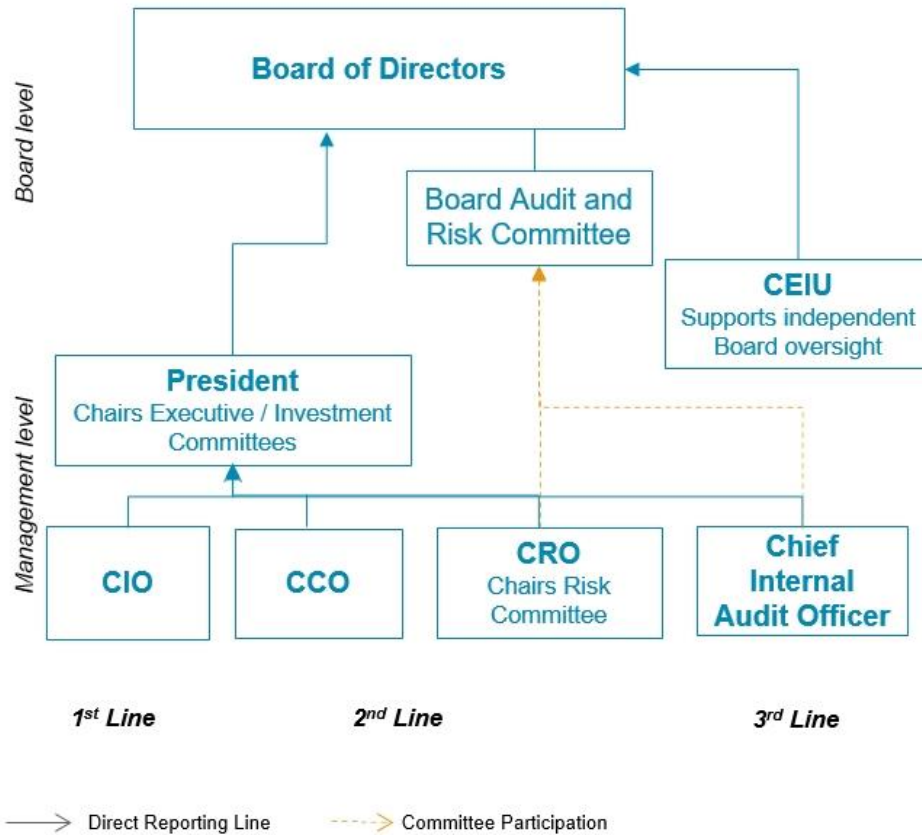 Board level
Board of Directors
Board Audit and
Risk Committee
CEIU
Supports independent
Board oversight
Management level
President
Chairs Executive / Investment
Committees
CIO
CCO
CRO
Chairs Risk
Committee
Chief
Internal
Audit Officer
1st Line
2nd Line
3rd Line
Direct Reporting Line
Committee Participation